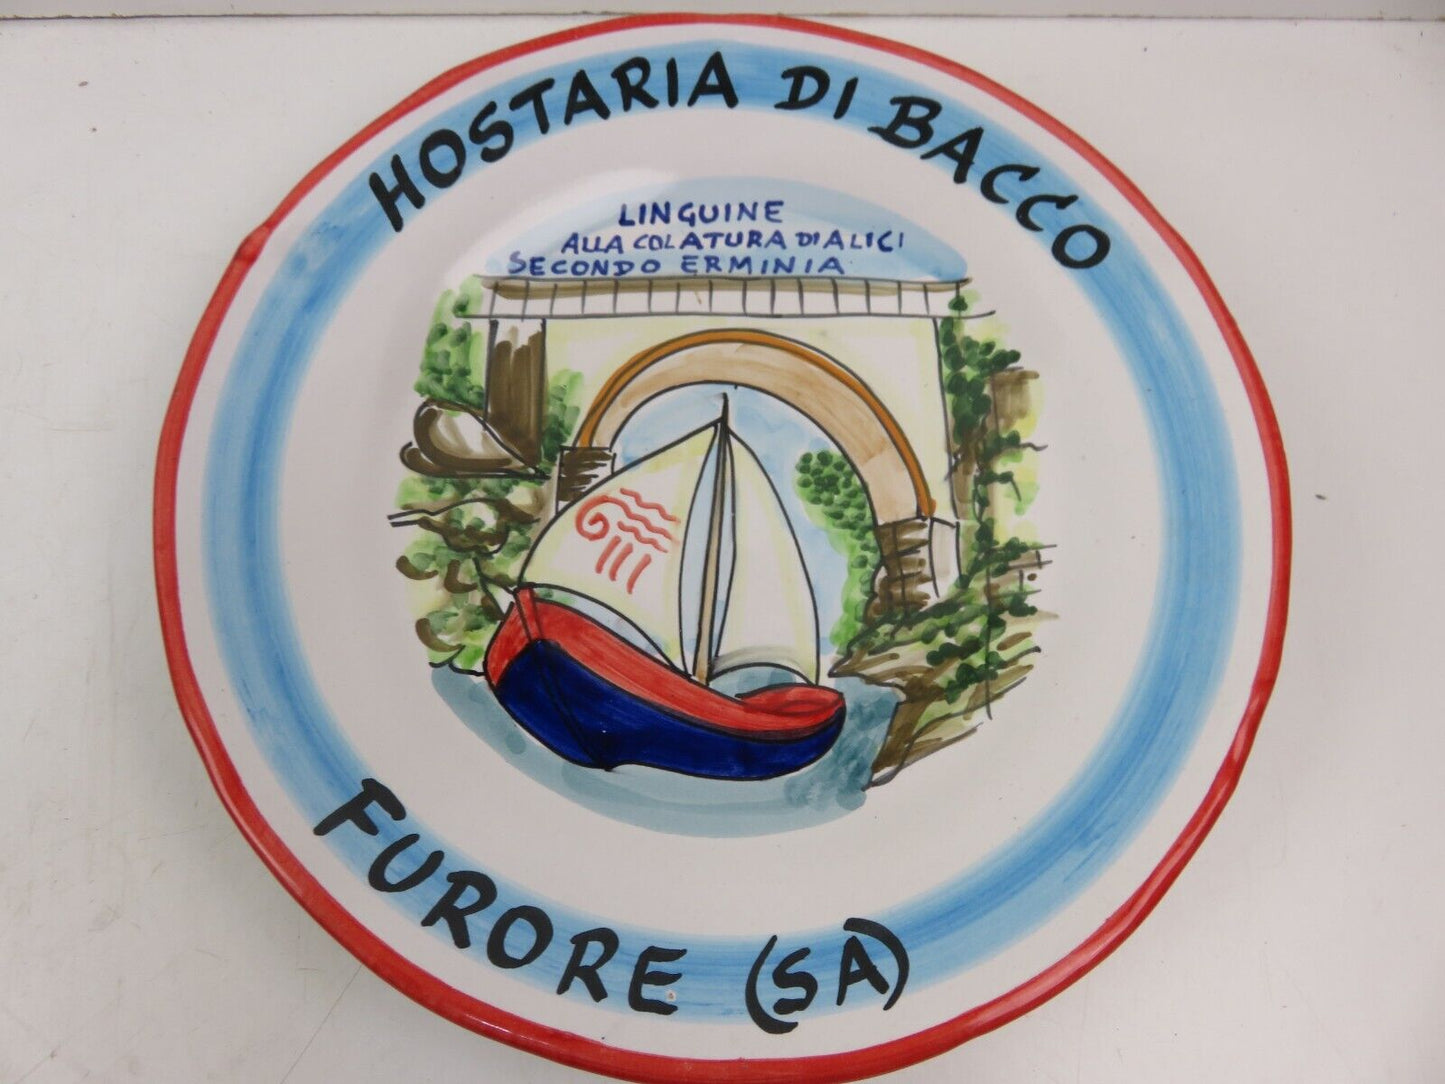 HOSTARIA DI BACCO
LINGUINE
ALLA COLATURA DI ALICI
SECONDO ERMINIA
FURORE (SA)